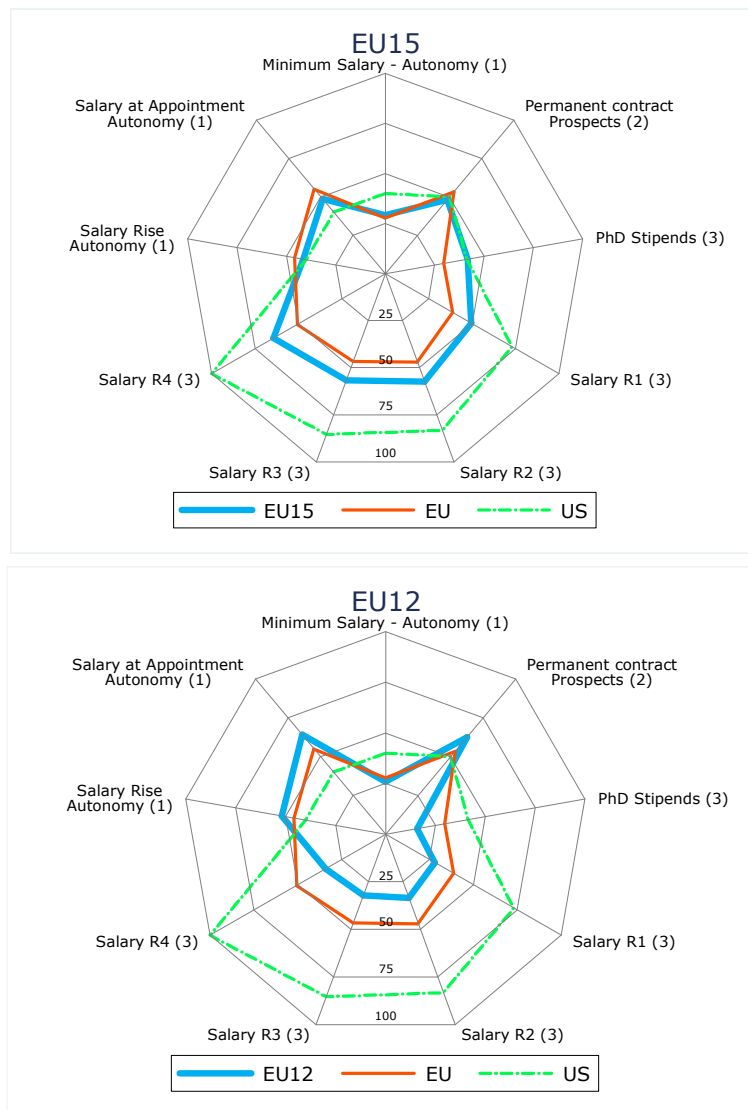 EU15
Minimum Salary - Autonomy (1)
Salary at Appointment
Autonomy (1)
Permanent contract
Prospects (2)
Salary Rise
Autonomy (1)
PhD Stipends (3)
25
Salary R4 (3)
50
Salary R1 (3)
75
100
Salary R3 (3)
Salary R2 (3)
EU15
EU
US
EU12
Minimum Salary - Autonomy (1)
Salary at Appointment
Autonomy (1)
Permanent contract
Prospects (2)
Salary Rise
Autonomy (1)
PhD Stipends (3)
25
Salary R4 (3)
50
Salary R1 (3)
75
100
Salary R3 (3)
Salary R2 (3)
EU12
EU
US